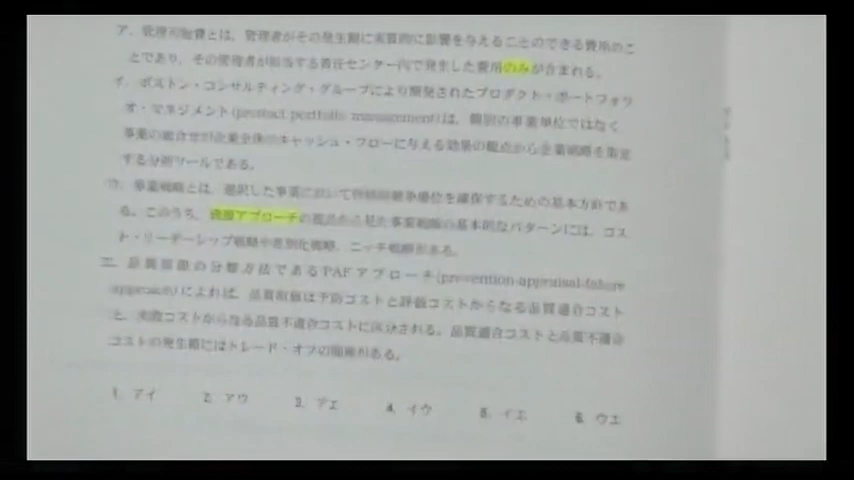 ア．管理可能費とは，管理者がその発生額に実質的に影響を与えることのできる費用のこ
とであり，その管理者が担当する責任センター内で発生した費用のみが含まれる。
イ．ボストン・コンサルティング・グループにより開発されたプロダクト・ポートフォリ
オ・マネジメント(product portfolio management)は，個別の事業単位ではなく
事業の組合せが企業全体のキャッシュ・フローに与える効果の観点から企業戦略を策定
する分析ツールである。
ウ．事業戦略とは，選択した事業において持続的競争優位を確保するための基本方針であ
る。このうち，資源アプローチの観点から見た事業戦略の基本的なパターンには，コス
ト・リーダーシップ戦略や差別化戦略，ニッチ戦略がある。
エ．品質原価の分類方法であるPAFアプローチ(prevention-appraisal-failure
approach)によれば，品質原価は予防コストと評価コストからなる品質適合コスト
と，失敗コストからなる品質不適合コストに区分される。品質適合コストと品質不適合
コストの発生額にはトレード・オフの関係がある。
1．アイ　2．アウ　3．アエ　4．イウ　5．イエ　6．ウエ